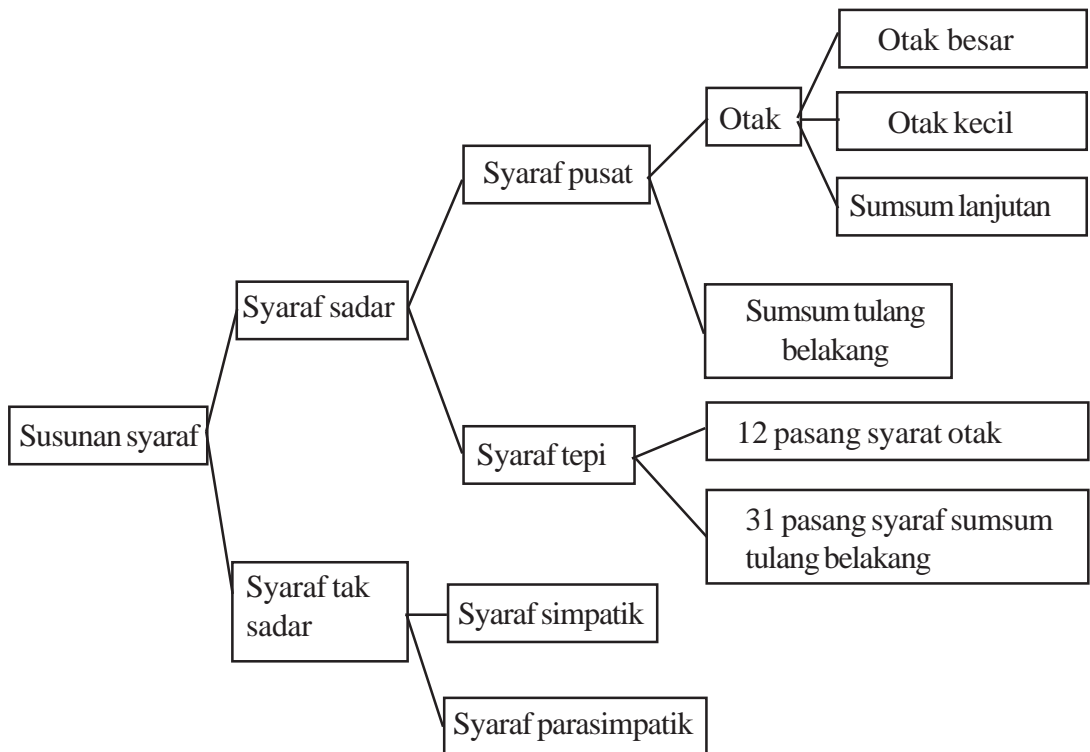 Otak besar
Otak
Otak kecil
Syaraf pusat
Sumsum lanjutan
Syaraf sadar
Sumsum tulang
belakang
Susunan syaraf
Syaraf tepi
12 pasang syarat otak
31 pasang syaraf sumsum
tulang belakang
Syaraf tak
sadar
Syaraf simpatik
Syaraf parasimpatik